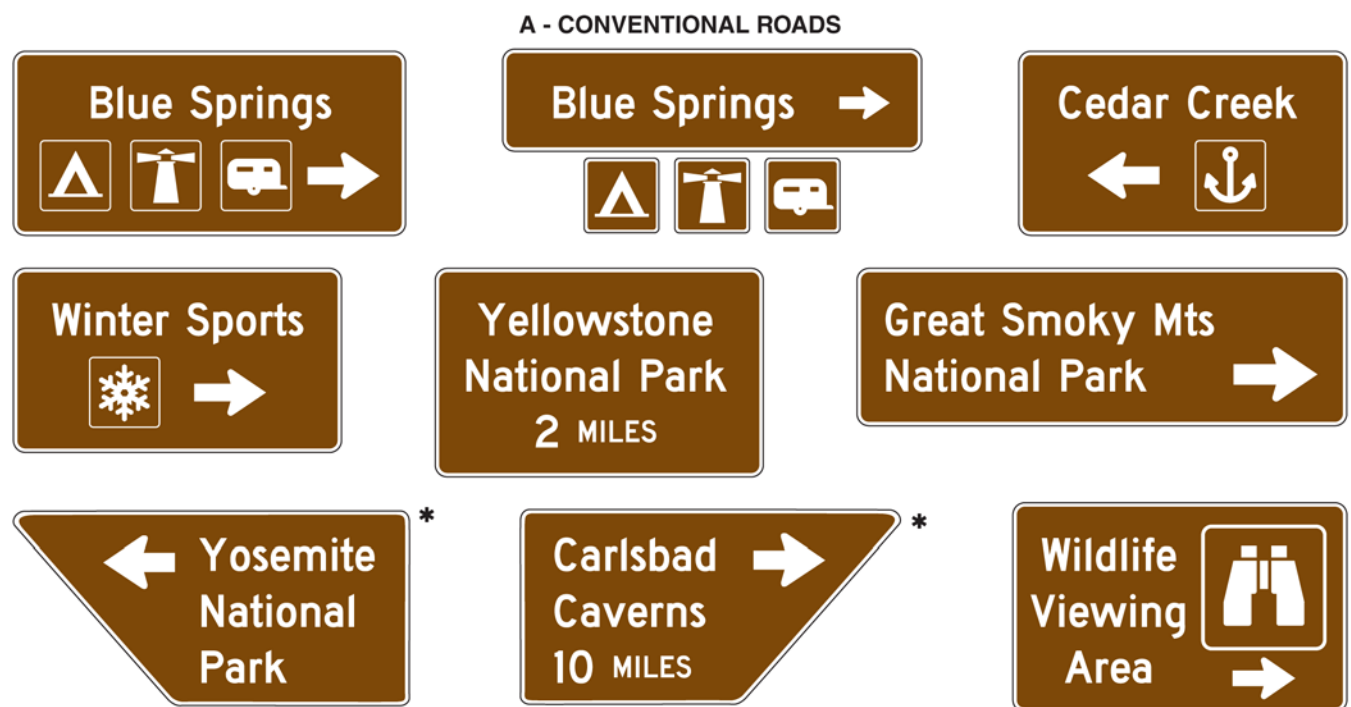 A - CONVENTIONAL ROADS
Blue Springs
Blue Springs
Cedar Creek
Winter Sports
Yellowstone
National Park
2 MILES
Great Smoky Mts
National Park
Yosemite
National
Park
*
Carlsbad
Caverns
10 MILES
*
Wildlife
Viewing
Area